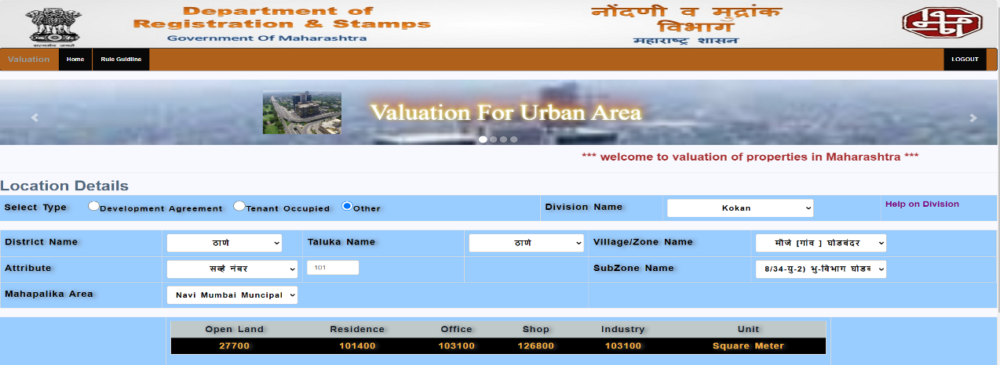 Department of
Registration & Stamps
Government Of Maharashtra
नोंदणी व मुद्रांक
विभाग
महाराष्ट्र शासन
सत्यमेव जयते
Valuation Home Rule Guidline LOGOUT
Valuation For Urban Area
*** welcome to valuation of properties in Maharashtra ***
Location Details
Select Type Development Agreement Tenant Occupied Other Division Name Kokan Help on Division
District Name ठाणे Taluka Name ठाणे Village/Zone Name मौजे [गांव ] घोडबंदर
Attribute सर्व्हे नंबर 101 SubZone Name 8/34-यु-2) भु-विभाग घोडब
Mahapalika Area Navi Mumbai Muncipal
Open Land Residence Office Shop Industry Unit
27700 101400 103100 126800 103100 Square Meter